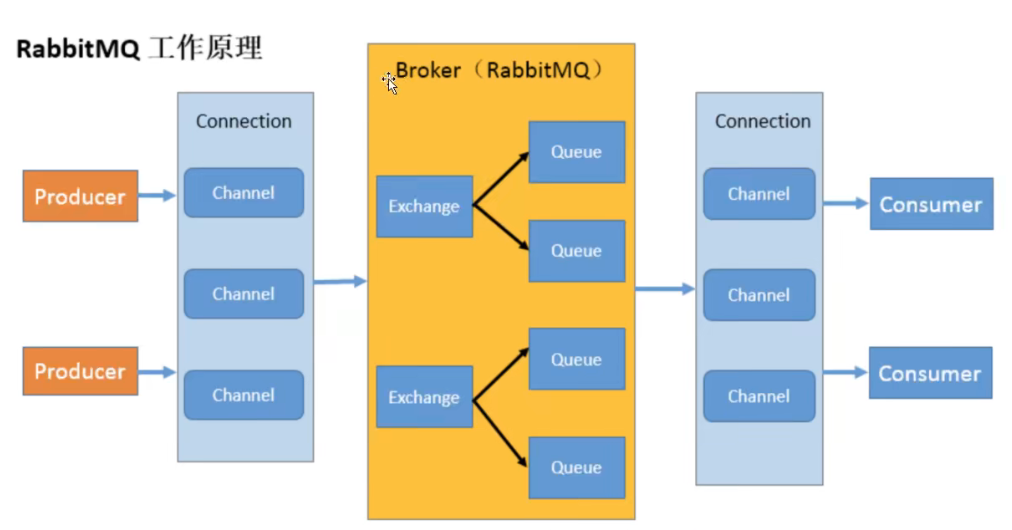 RabbitMQ 工作原理
Broker（RabbitMQ）
Connection
Connection
Producer
Channel
Exchange
Queue
Queue
Channel
Consumer
Channel
Channel
Producer
Channel
Exchange
Queue
Queue
Channel
Consumer